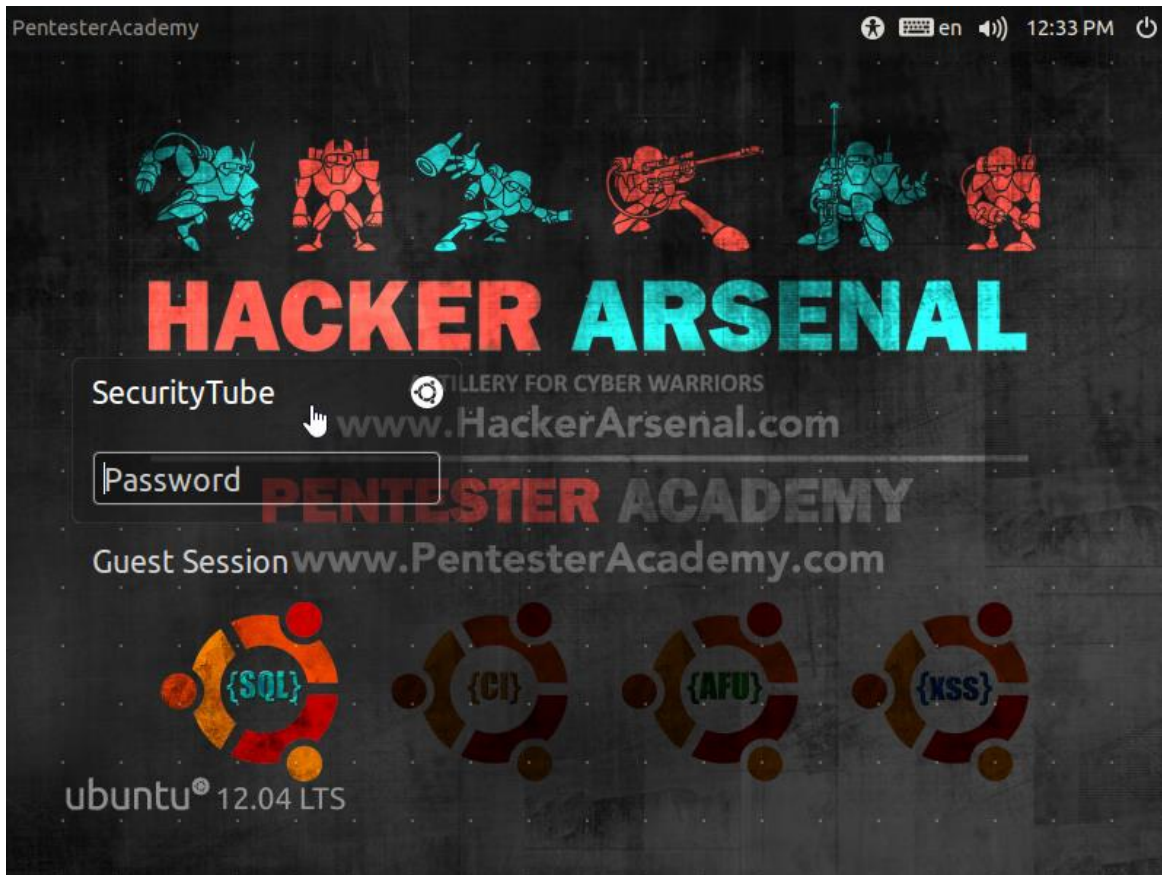 PentesterAcademy en 12:33 PM
HACKER ARSENAL
SecurityTube
TILLERY FOR CYBER WARRIORS
www.HackerArsenal.com
Password
PENTESTER ACADEMY
Guest Session
www.PentesterAcademy.com
{SQL} {CI} {AFU} {XSS}
ubuntu 12.04 LTS